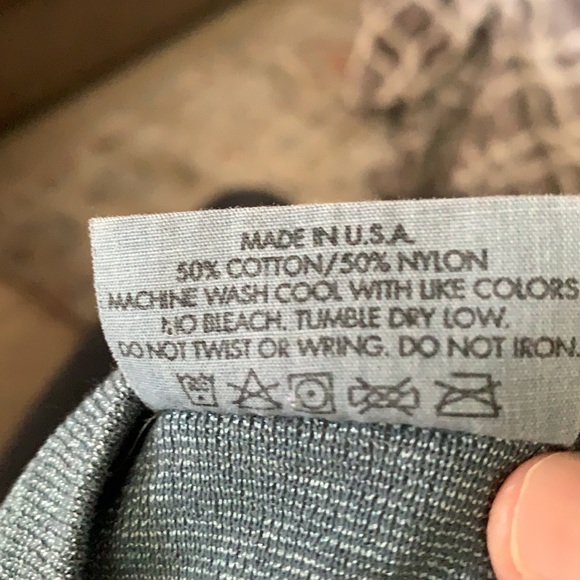 MADE IN U.S.A.
50% COTTON/50% NYLON
MACHINE WASH COOL WITH LIKE COLORS
NO BLEACH. TUMBLE DRY LOW.
DO NOT TWIST OR WRING. DO NOT IRON.